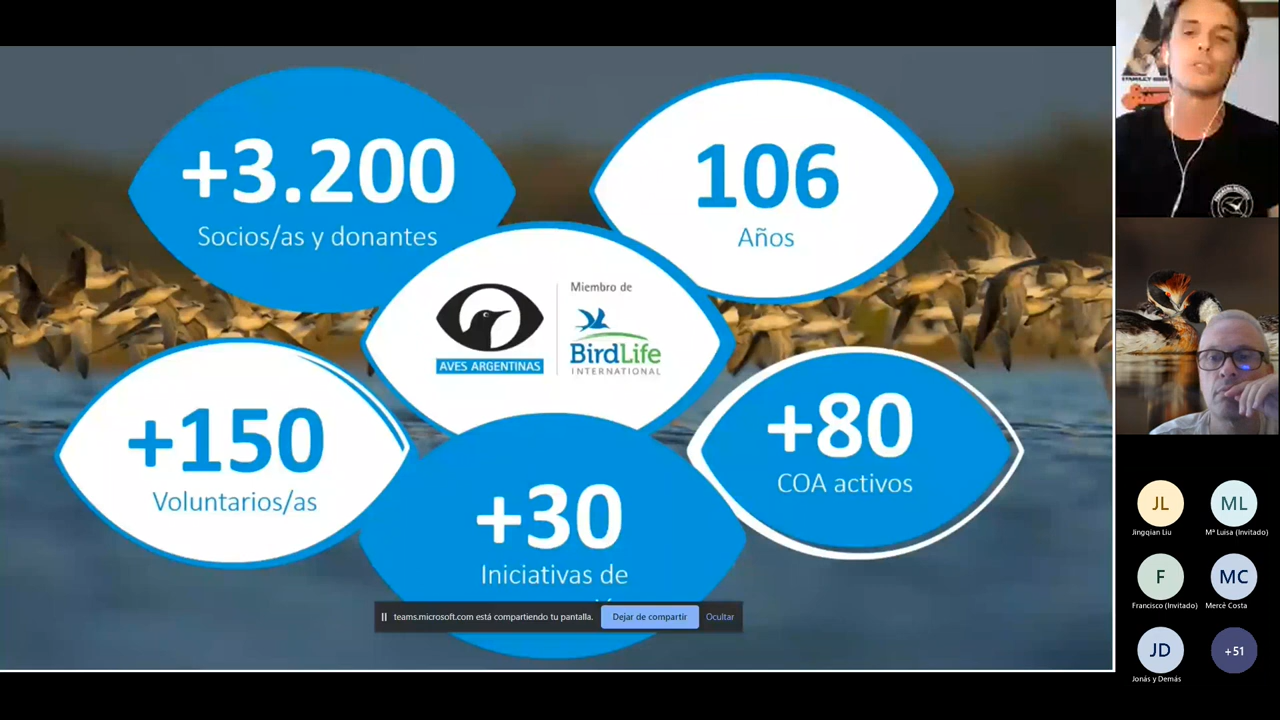 +3.200
Socios/as y donantes
106
Años
AVES ARGENTINAS
Miembro de
BirdLife
INTERNATIONAL
+150
Voluntarios/as
+80
COA activos
+30
Iniciativas de
teams.microsoft.com está compartiendo tu pantalla.
Dejar de compartir
Ocultar
JL
Jingqian Liu
ML
Mª Luisa (Invitado)
F
Francisco (Invitado)
MC
Mercé Costa
JD
Jonás y Demás
+51